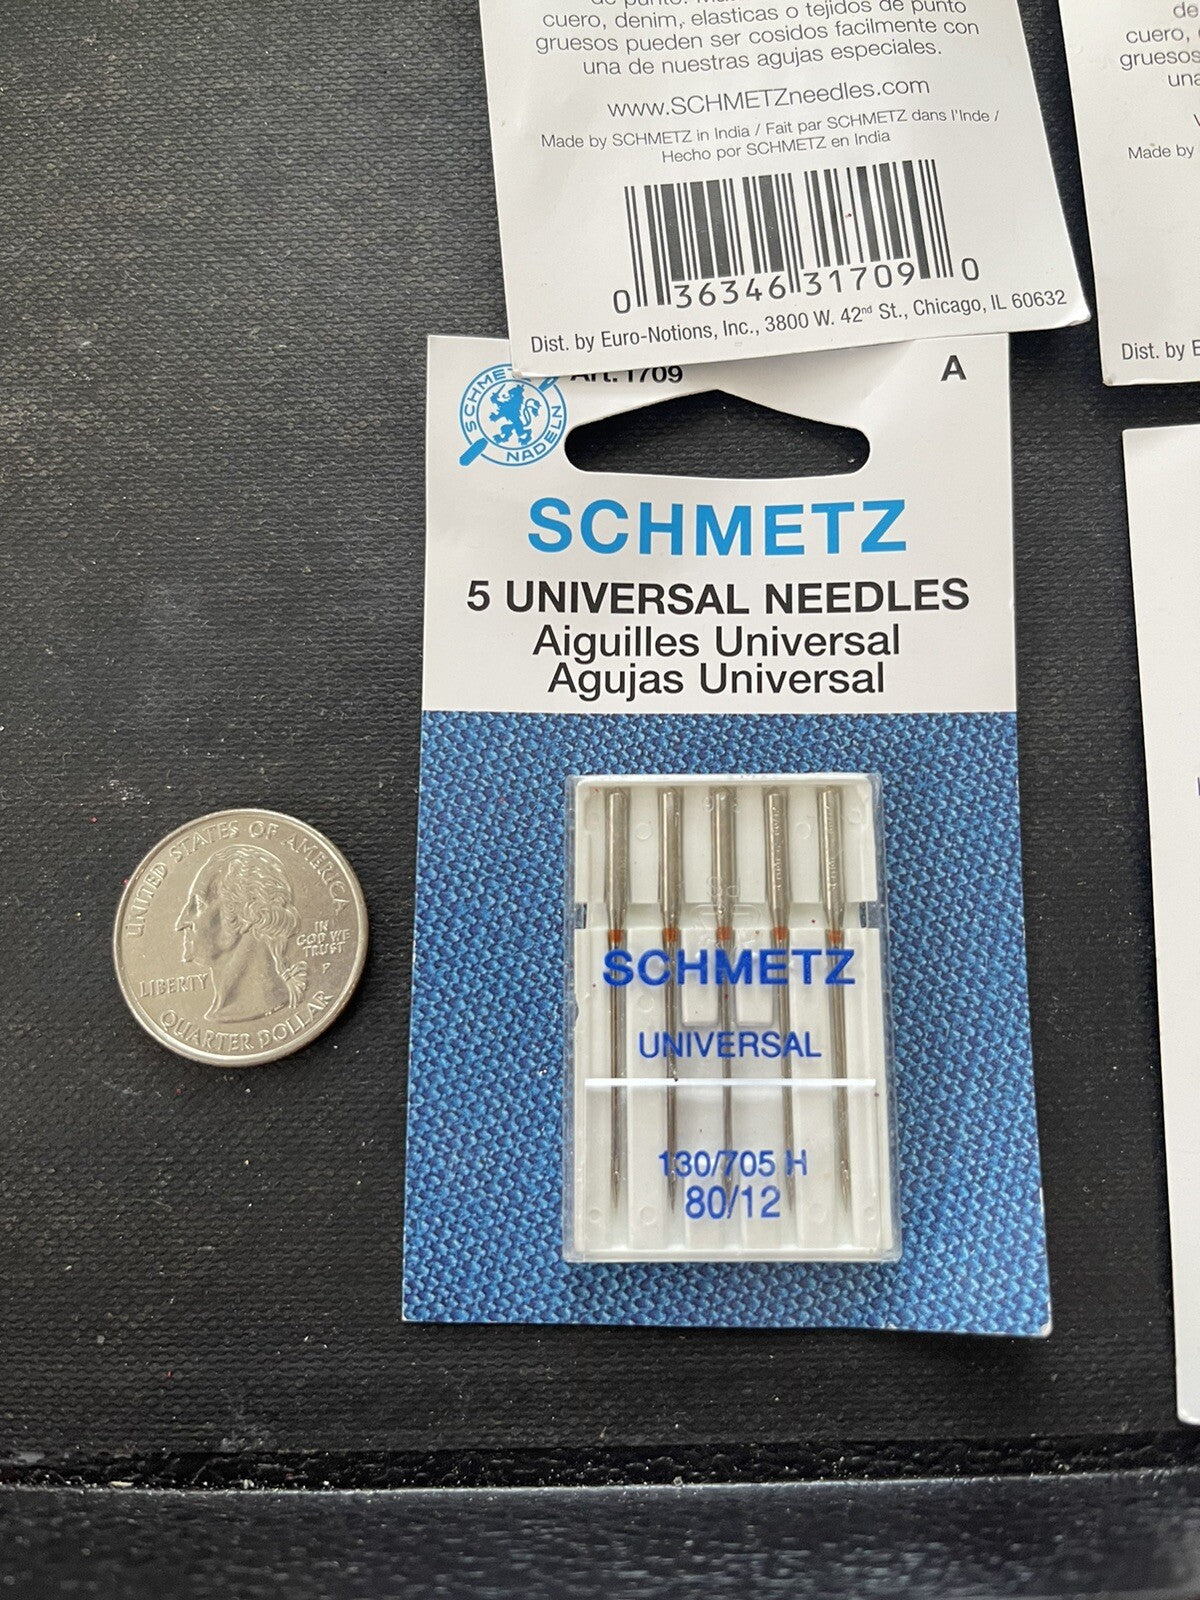 de punto.
cuero, denim, elasticas o tejidos de punto
gruesos pueden ser cosidos facilmente con
una de nuestras agujas especiales.
www.SCHMETZneedles.com
Made by SCHMETZ in India / Fait par SCHMETZ dans l'Inde /
Hecho por SCHMETZ en India
0 36346 31709 0
Dist. by Euro-Notions, Inc., 3800 W. 42nd St., Chicago, IL 60632
de
cuero,
gruesos
una
Made by
Dist. by E
Art. 1709
A
SCHMETZ NADELN
SCHMETZ
5 UNIVERSAL NEEDLES
Aiguilles Universal
Agujas Universal
SCHMETZ
UNIVERSAL
130/705 H
80/12
UNITED STATES OF AMERICA
IN
GOD WE
TRUST
P
LIBERTY
QUARTER DOLLAR